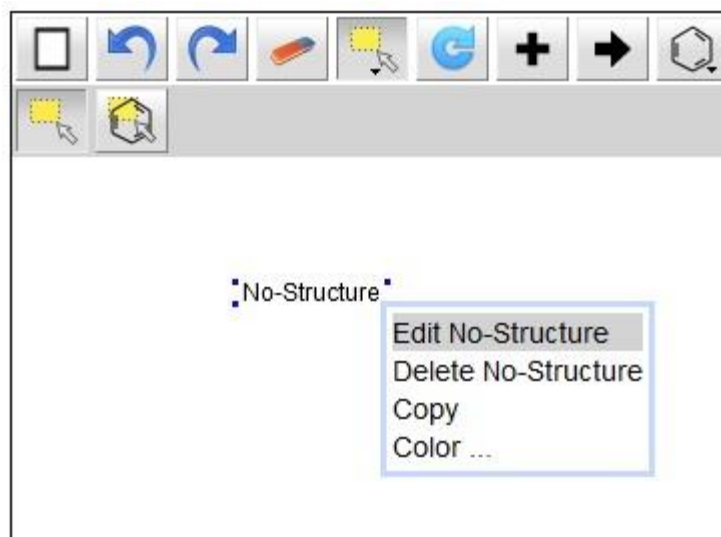 No-Structure
Edit No-Structure
Delete No-Structure
Copy
Color ...